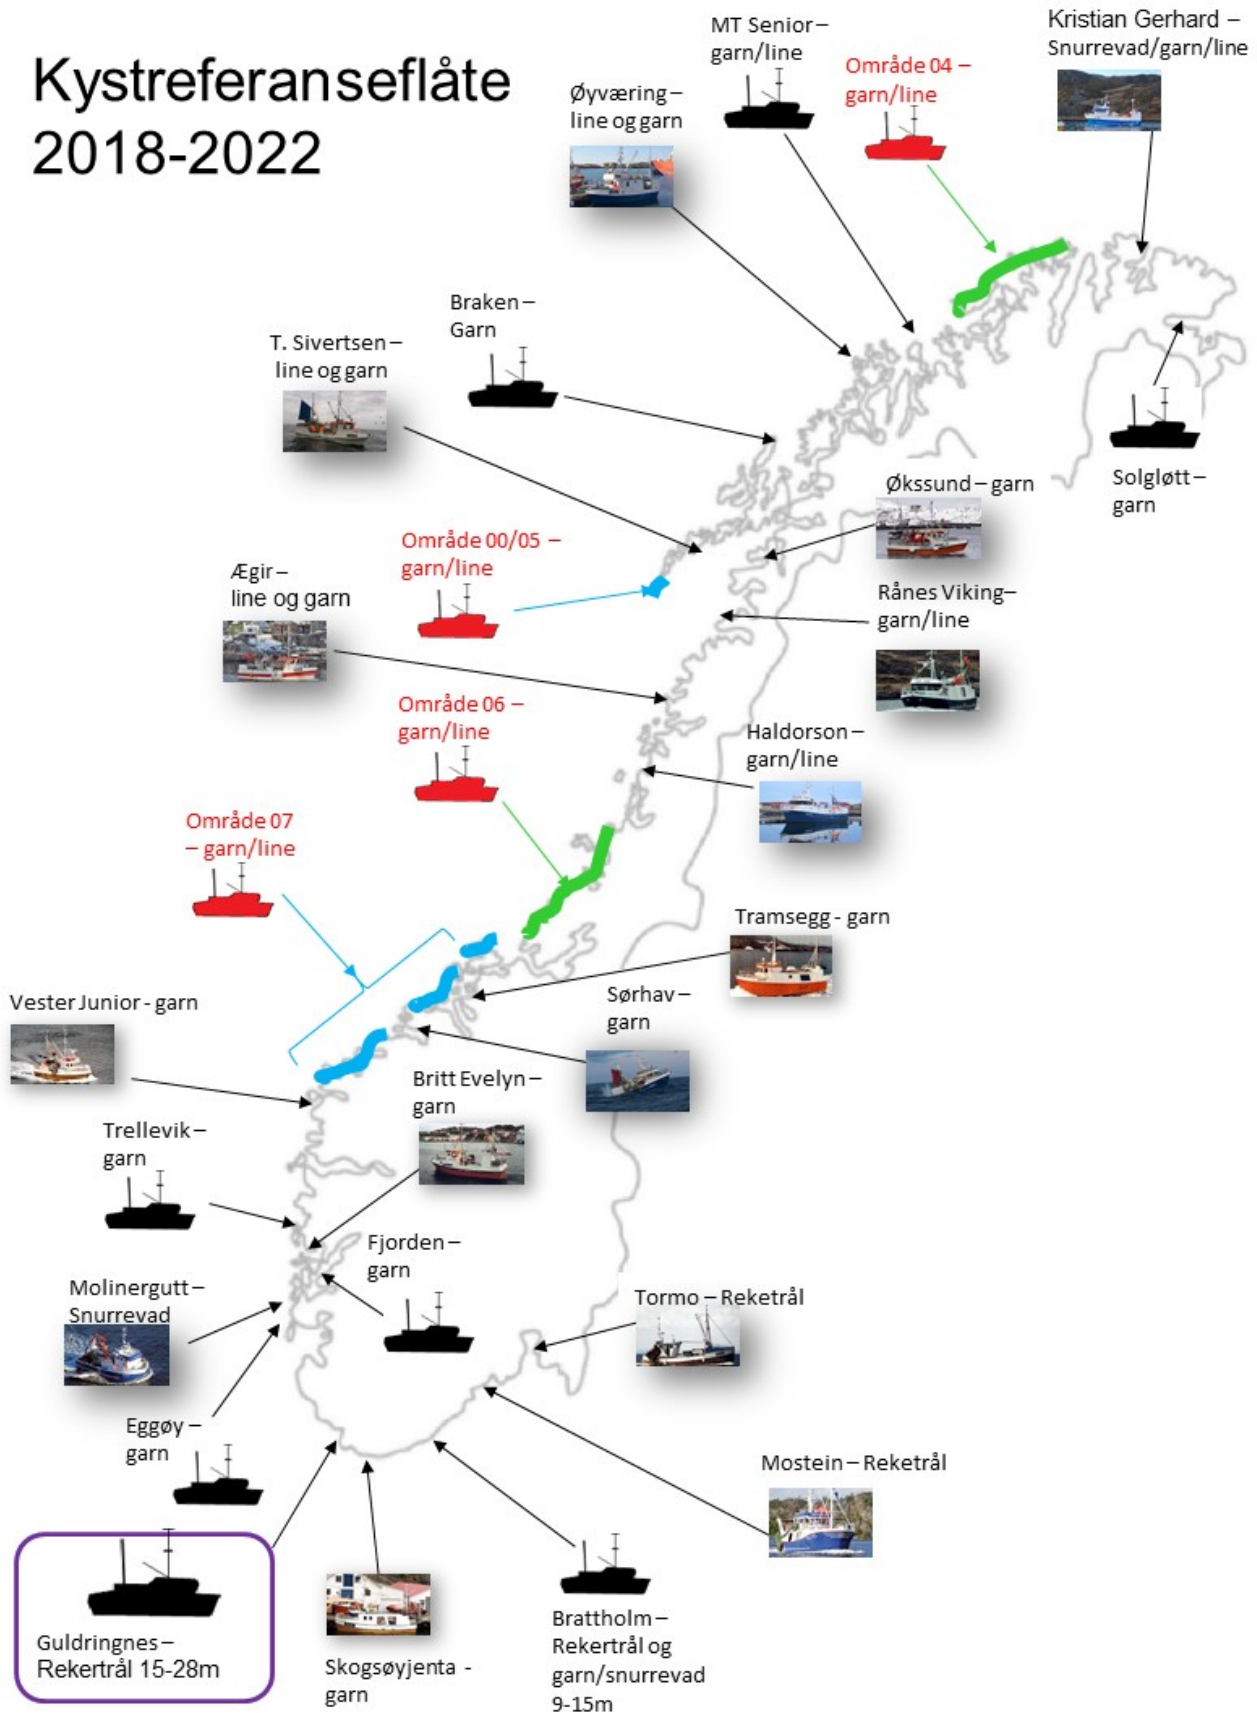 Kystreferanseflåte
2018-2022
MT Senior –
garn/line
Kristian Gerhard –
Snurrevad/garn/line
Område 04 –
garn/line
Øyværing –
line og garn
Braken –
Garn
T. Sivertsen –
line og garn
Solgløtt –
garn
Økssund – garn
Område 00/05 –
garn/line
Ægir –
line og garn
Rånes Viking–
garn/line
Område 06 –
garn/line
Haldorson –
garn/line
Område 07
– garn/line
Tramsegg - garn
Vester Junior - garn
Sørhav –
garn
Britt Evelyn –
garn
Trellevik –
garn
Fjorden –
garn
Molinergutt –
Snurrevad
Tormo – Reketrål
Eggøy –
garn
Mostein – Reketrål
Guldringnes –
Rekertrål 15-28m
Skogsøyjenta -
garn
Brattholm –
Rekertrål og
garn/snurrevad
9-15m